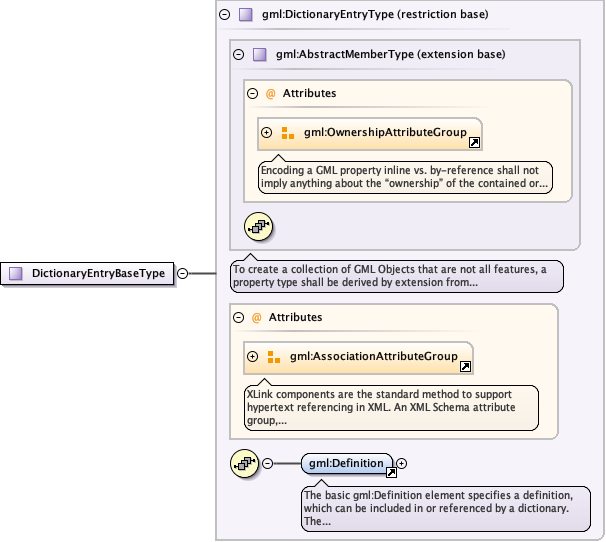 gml:DictionaryEntryType (restriction base)
gml:AbstractMemberType (extension base)
@ Attributes
gml:OwnershipAttributeGroup
Encoding a GML property inline vs. by-reference shall not
imply anything about the “ownership” of the contained or...
DictionaryEntryBaseType
To create a collection of GML Objects that are not all features, a
property type shall be derived by extension from...
@ Attributes
gml:AssociationAttributeGroup
XLink components are the standard method to support
hypertext referencing in XML. An XML Schema attribute
group,...
gml:Definition
The basic gml:Definition element specifies a definition,
which can be included in or referenced by a dictionary.
The...